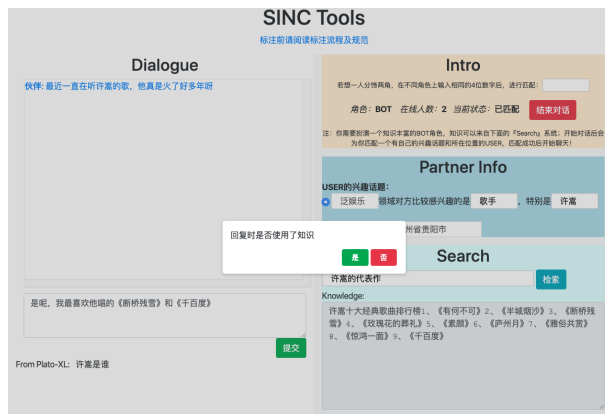 SINC Tools
标注前请阅读标注流程及规范
Dialogue
伙伴: 最近一直在听许嵩的歌，他真是火了好多年呀
是呢，我最喜欢他唱的《断桥残雪》和《千百度》
提交
From Plato-XL: 许嵩是谁
Intro
若想一人分饰两角，在不同角色上输入相同的4位数字后，进行匹配:
角色: BOT 在线人数: 2 当前状态: 已匹配 结束对话
注: 你需要扮演一个知识丰富的BOT角色，知识可以来自下面的『Search』系统; 开始对话后会
为你匹配一个有自己的兴趣话题和所在位置的USER，匹配成功后开始聊天!
Partner Info
USER的兴趣话题:
泛娱乐 领域对方比较感兴趣的是 歌手 ，特别是 许嵩
州省贵阳市
回复时是否使用了知识
是 否
Search
许嵩的代表作 检索
Knowledge:
许嵩十大经典歌曲排行榜1、《有何不可》2、《半城烟沙》3、《断桥残
雪》4、《玫瑰花的葬礼》5、《素颜》6、《庐州月》7、《雅俗共赏》
8、《惊鸿一面》9、《千百度》